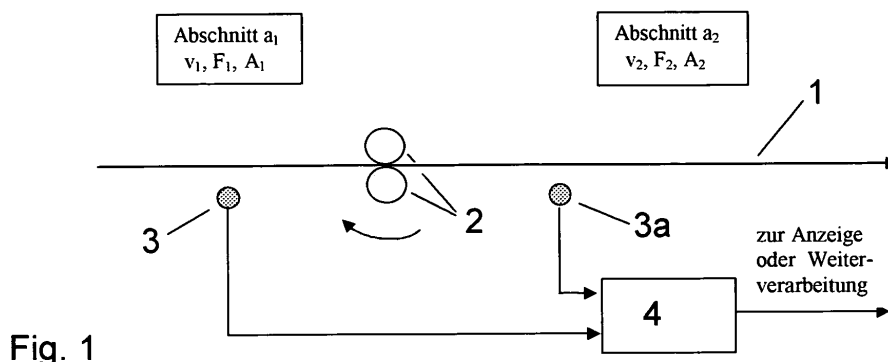 Abschnitt a₁
v₁, F₁, A₁
Abschnitt a₂
v₂, F₂, A₂
1
3
2
3a
zur Anzeige
oder Weiter-
verarbeitung
4
Fig. 1